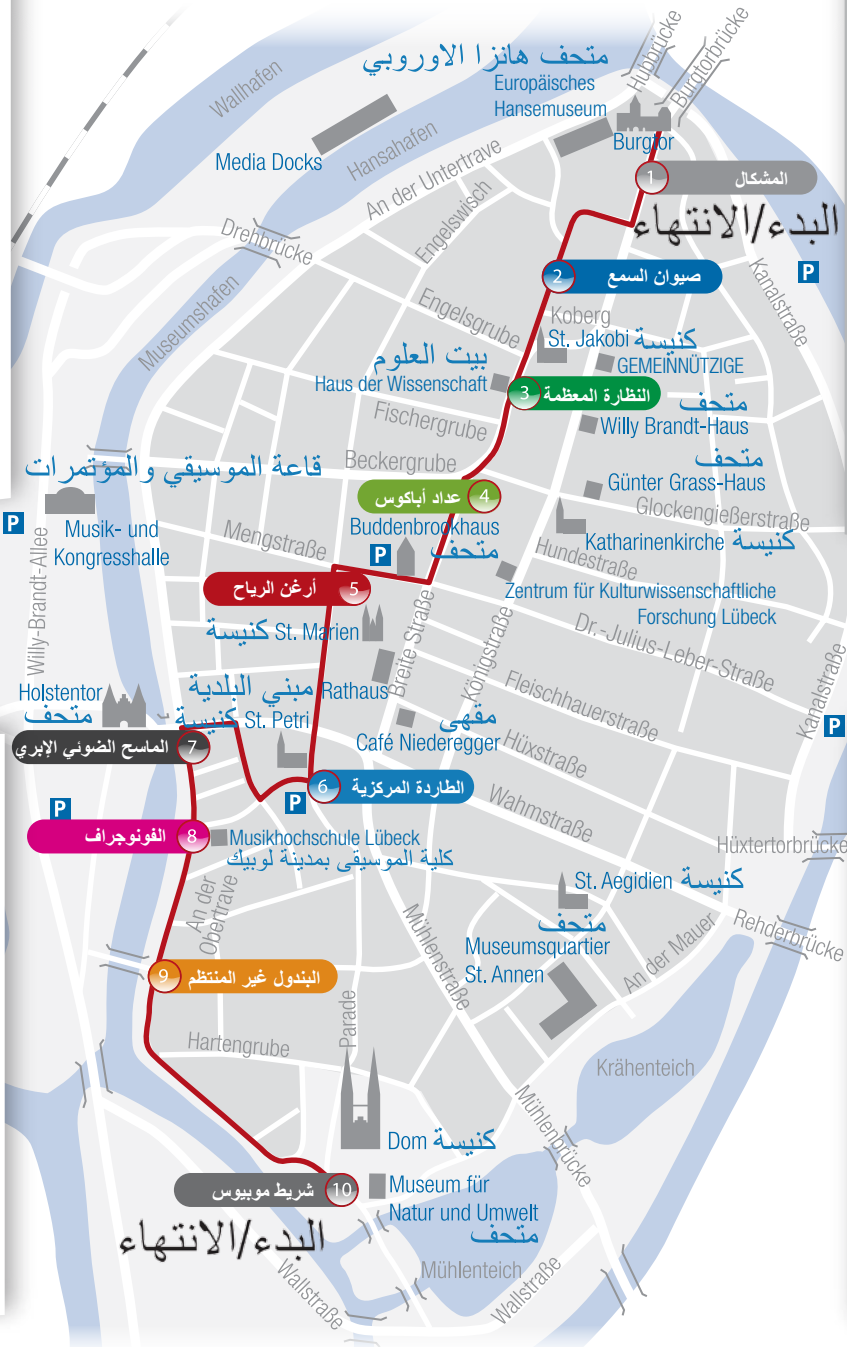 متحف هانزا الاوروبي
Europäisches
Hansemuseum
Hubbrücke
Burgtorbrücke
Wallhafen
Media Docks
Hansahafen
Burgtor
An der Untertrave
1 المشكال
البدء/الانتهاء
Engelswisch
Drehbrücke
Kanalstraße
P
2 صيوان السمع
Museumshafen
Engelsgrube
Koberg
St. Jakobi كنيسة
GEMEINNÜTZIGE
بيت العلوم
Haus der Wissenschaft
3 النظارة المعظمة
متحف
Willy Brandt-Haus
Fischergrube
Beckergrube
قاعة الموسيقي والمؤتمرات
متحف
Günter Grass-Haus
4 عداد أباكوس
Glockengießerstraße
P
Musik- und
Kongresshalle
Mengstraße
Buddenbrookhaus
متحف
P
Katharinenkirche كنيسة
Hundestraße
Willy-Brandt-Allee
5 أرغن الرياح
Zentrum für Kulturwissenschaftliche
Forschung Lübeck
St. Marien كنيسة
Breite Straße
Königstraße
Dr.-Julius-Leber-Straße
Rathaus مبني البلدية
Fleischhauerstraße
Kanalstraße
Holstentor
متحف
St. Petri كنيسة
مقهى
Café Niederegger
Hüxstraße
P
7 الماسح الضوئي الإبري
6 الطاردة المركزية
P
P
Wahmstraße
8 الفونوجراف
Musikhochschule Lübeck
كلية الموسيقى بمدينة لوبيك
Hüxtertorbrücke
An der
Obertrave
St. Aegidien كنيسة
Mühlenstraße
متحف
Museumsquartier
St. Annen
An der Mauer
Rehderbrücke
9 البندول غير المنتظم
Parade
Hartengrube
Krähenteich
Mühlenbrücke
Dom كنيسة
10 شريط موبيوس
البدء/الانتهاء
Museum für
Natur und Umwelt
متحف
Mühlenteich
Wallstraße
Wallstraße